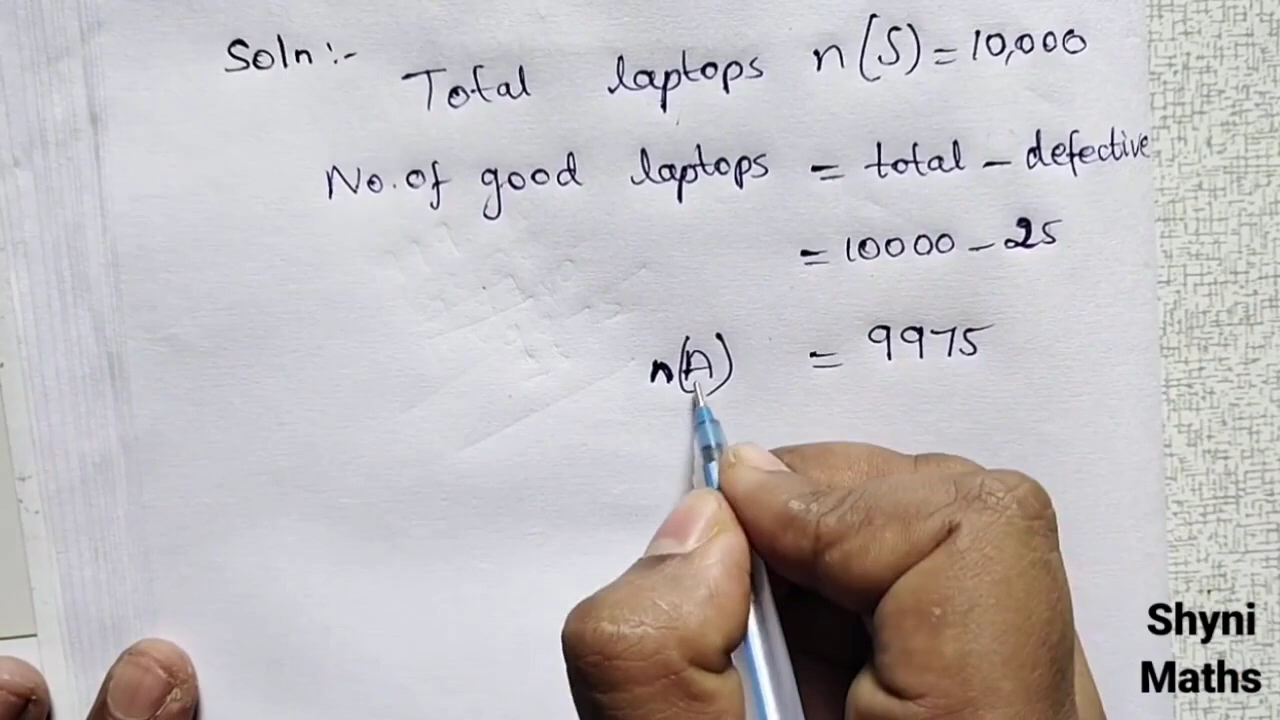 Soln :-
Total laptops n(S) = 10,000
No. of good laptops = total - defective
= 10000 - 25
n(A) = 9975
Shyni
Maths